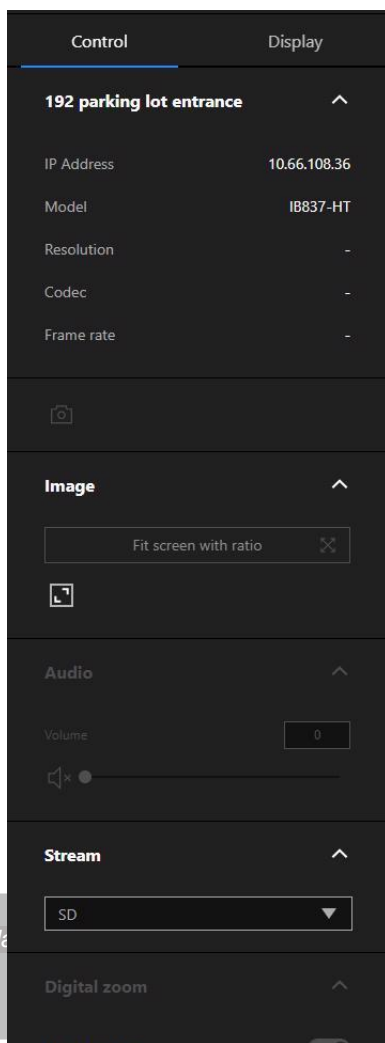 Control Display
192 parking lot entrance
IP Address 10.66.108.36
Model IB837-HT
Resolution -
Codec -
Frame rate -
Image
Fit screen with ratio
Audio
Volume 0
Stream
SD
Digital zoom